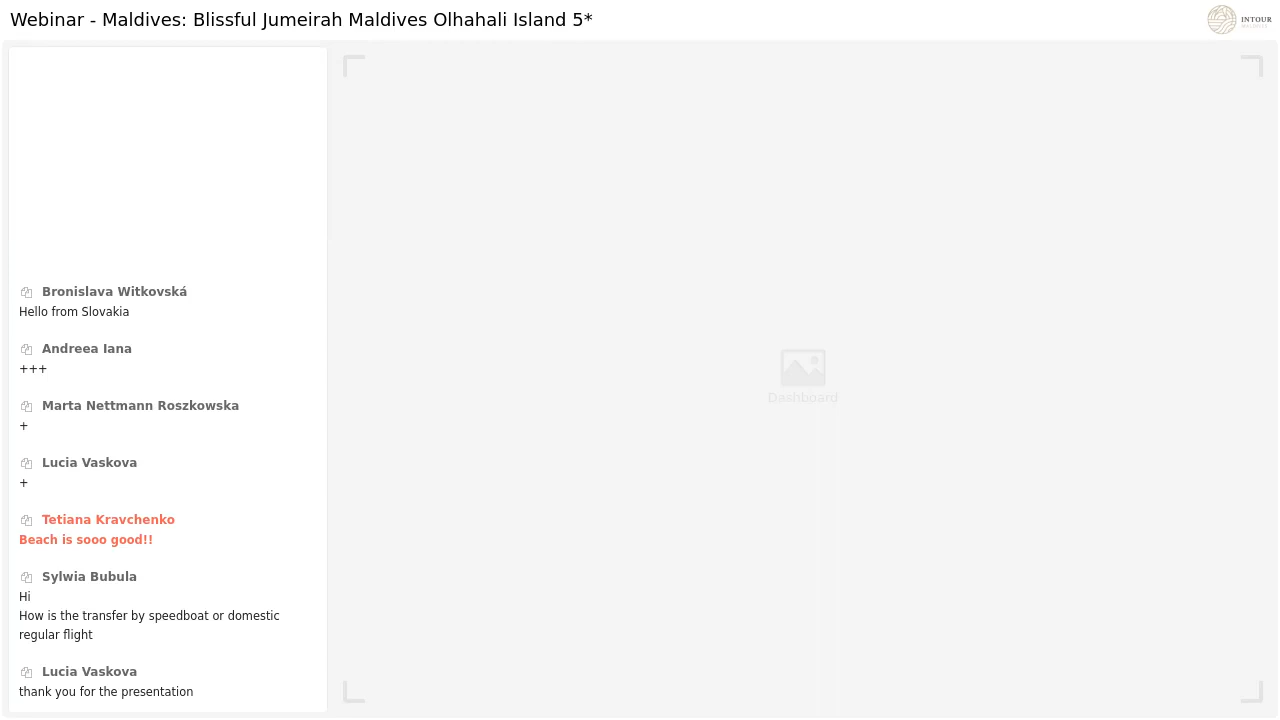 Webinar - Maldives: Blissful Jumeirah Maldives Olhahali Island 5*
INTOUR
MALDIVES
Bronislava Witkovská
Hello from Slovakia
Andreea Iana
+++
Marta Nettmann Roszkowska
+
Lucia Vaskova
+
Tetiana Kravchenko
Beach is sooo good!!
Sylwia Bubula
Hi
How is the transfer by speedboat or domestic
regular flight
Lucia Vaskova
thank you for the presentation
Dashboard